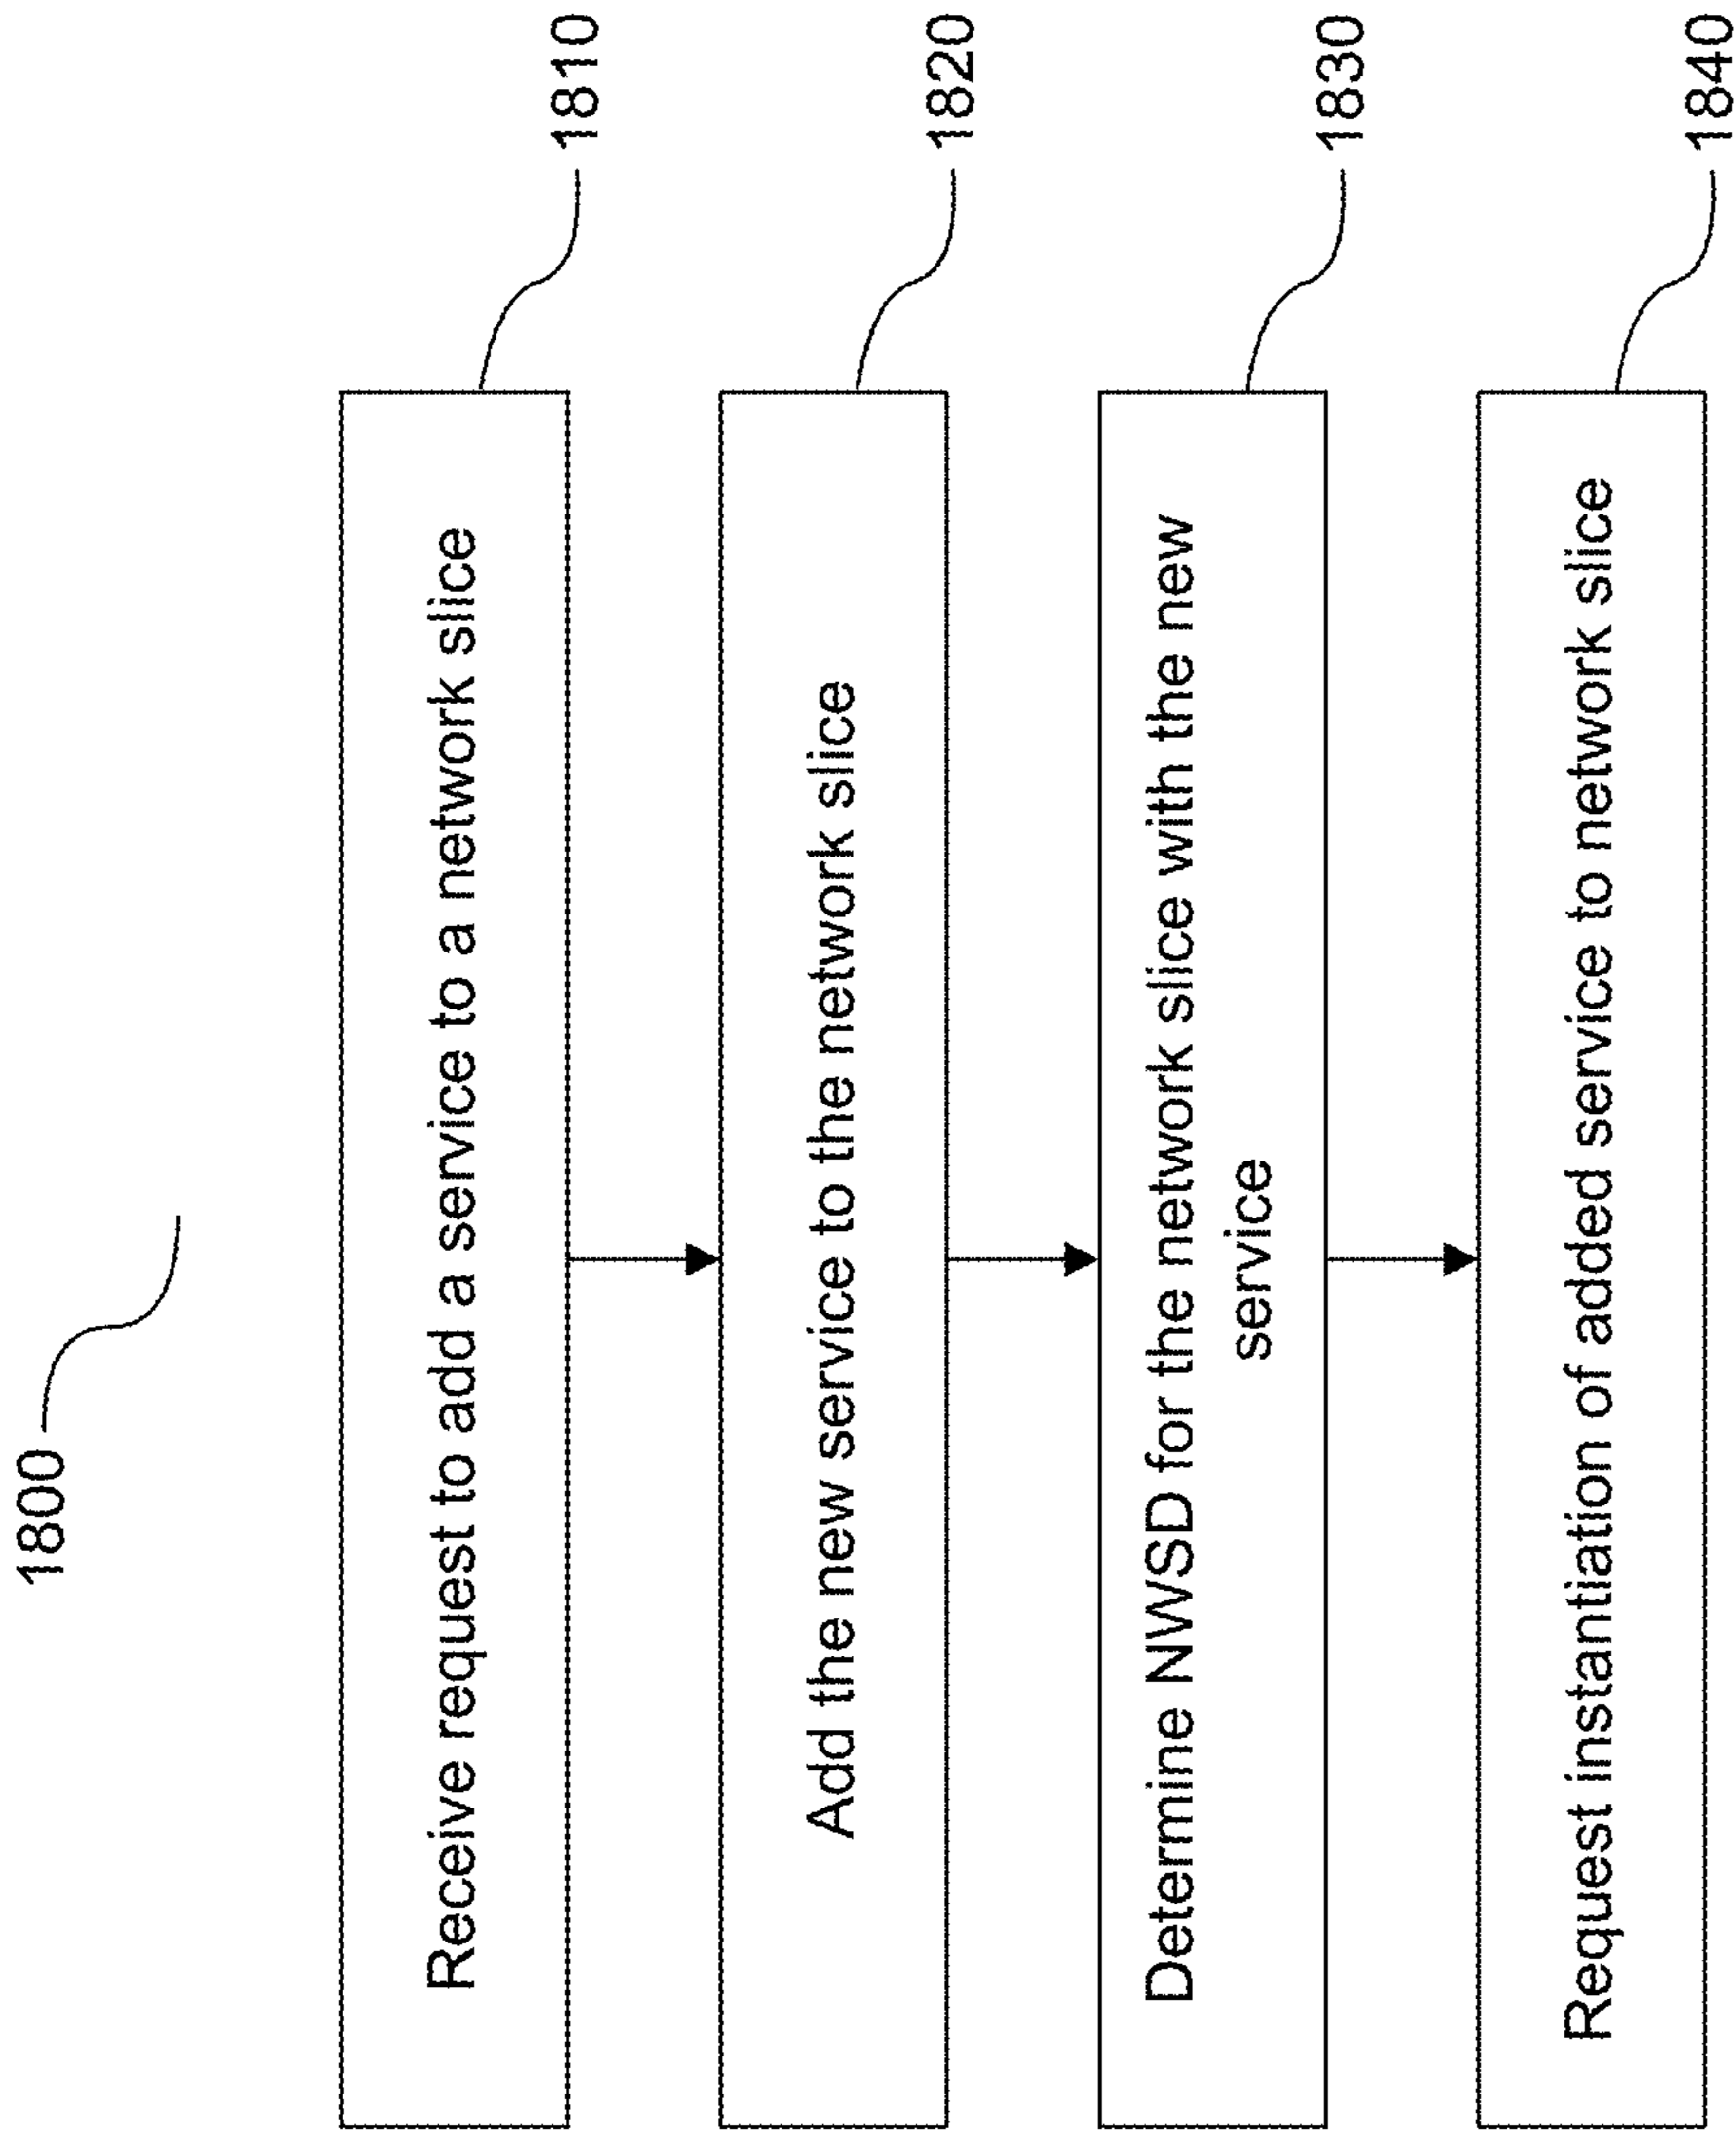 1800
Receive request to add a service to a network slice
1810
Add the new service to the network slice
1820
Determine NWSD for the network slice with the new
service
1830
Request instantiation of added service to network slice
1840